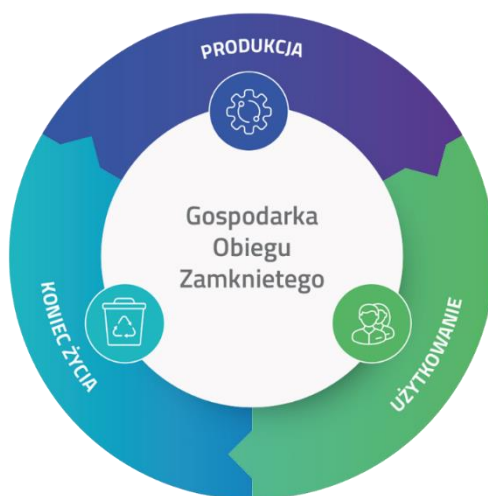 PRODUKCJA
Gospodarka
Obiegu
Zamknietego
KONIEC ŻYCIA
UŻYTKOWANIE